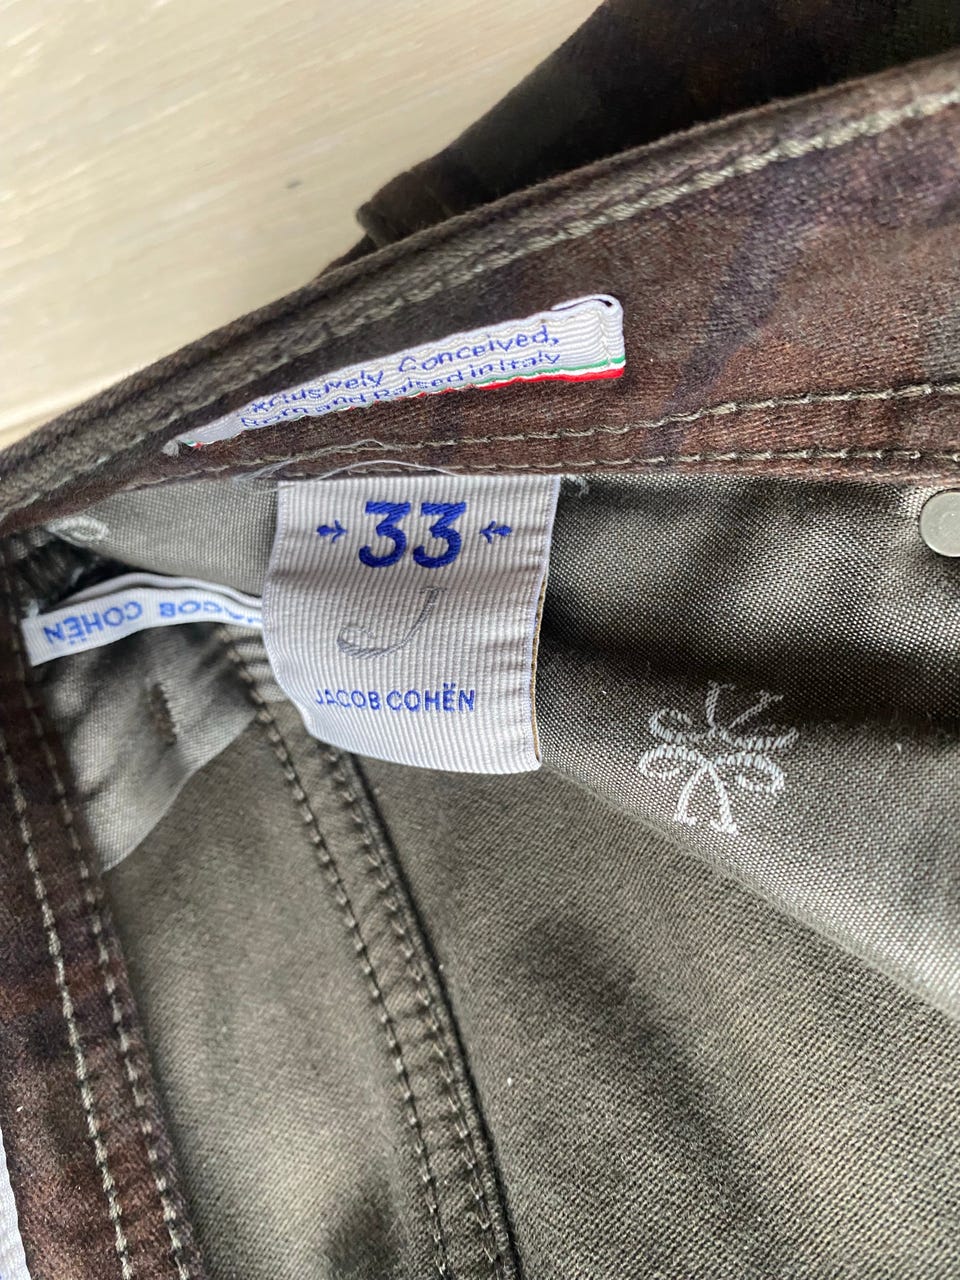 Exclusively Conceived,
Born and Raised in Italy
33
J
JACOB COHËN
JACOB COHËN